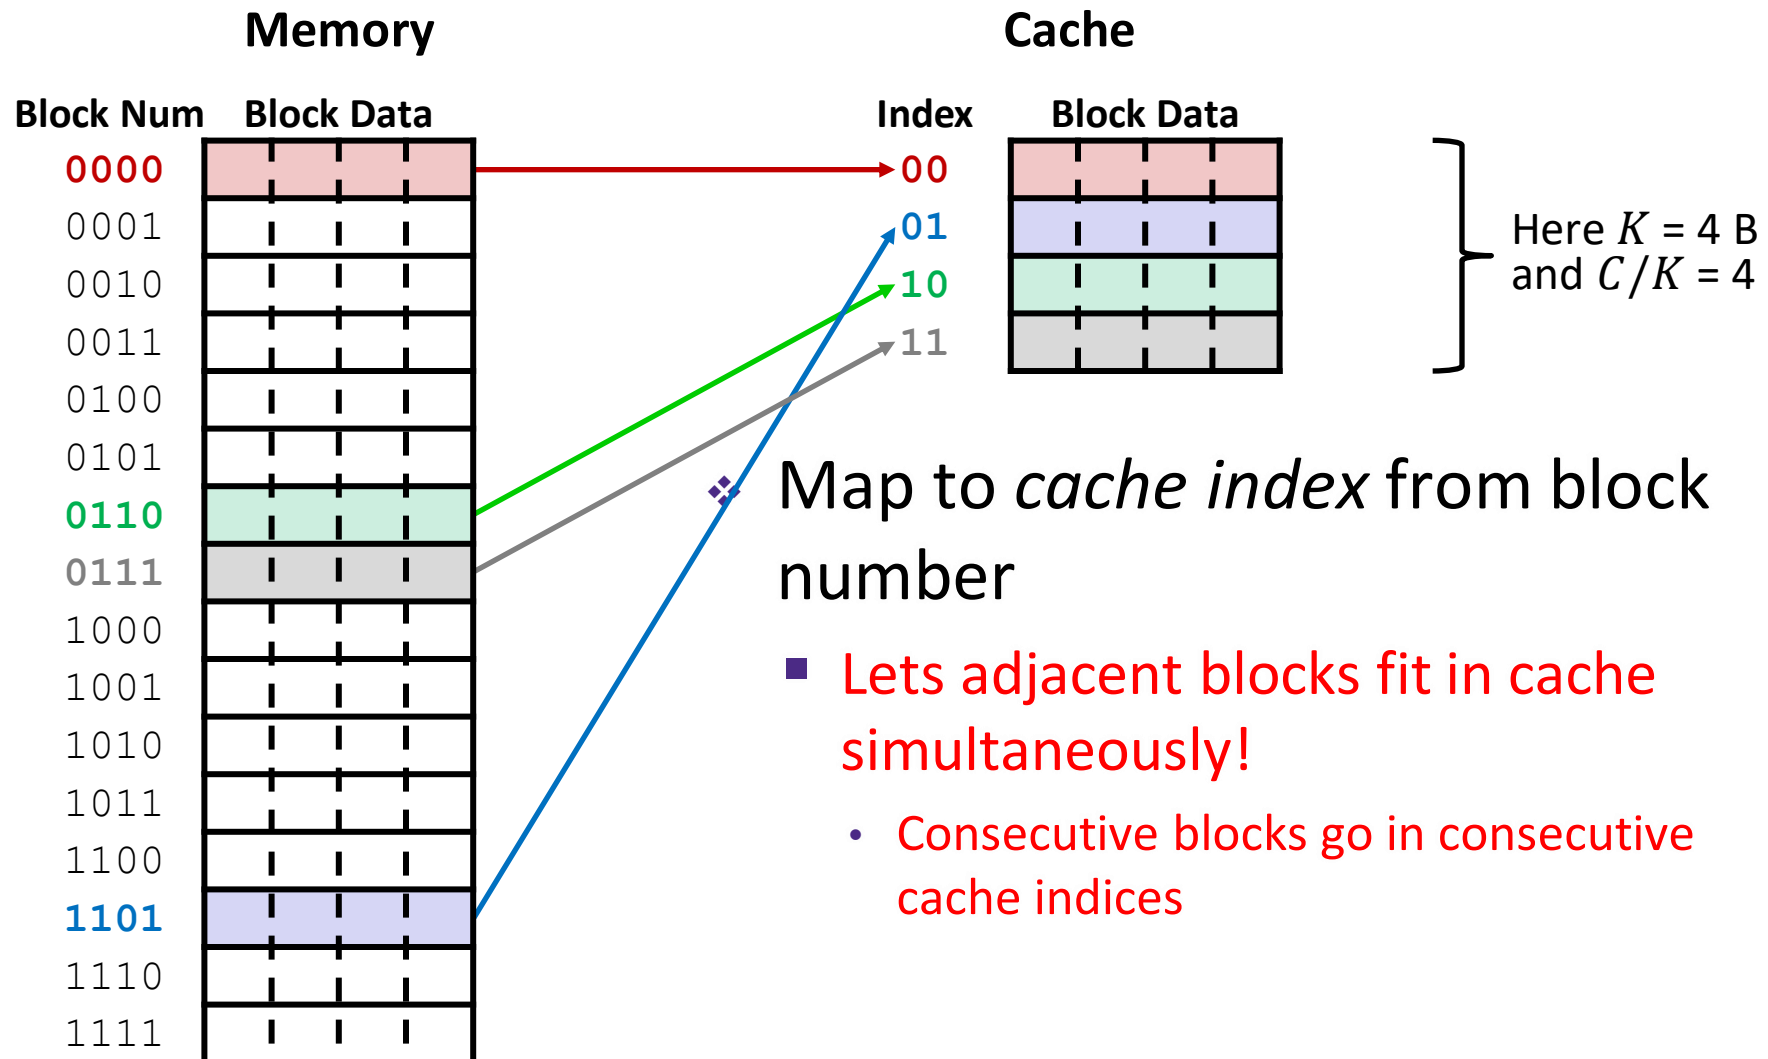 Memory
Cache
Block Num Block Data
Index Block Data
0000
0001
0010
0011
0100
0101
0110
0111
1000
1001
1010
1011
1100
1101
1110
1111
00
01
10
11
Here K = 4 B
and C/K = 4
Map to cache index from block
number
Lets adjacent blocks fit in cache
simultaneously!
Consecutive blocks go in consecutive
cache indices